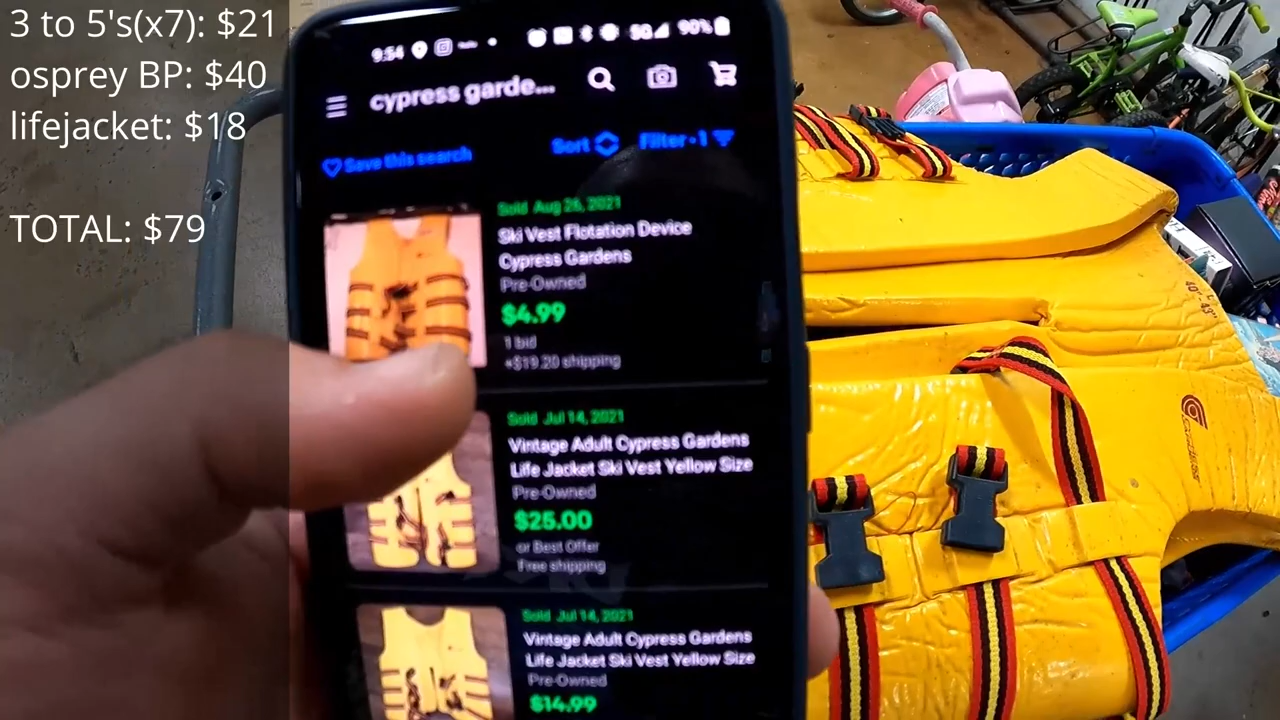 3 to 5's(x7): $21
osprey BP: $40
lifejacket: $18
TOTAL: $79
9:54
5G 90%
cypress garde...
Save this search
Sort
Filter • 1
Sold Aug 26, 2021
Ski Vest Flotation Device
Cypress Gardens
Pre-Owned
$4.99
1 bid
+$19.20 shipping
Sold Jul 14, 2021
Vintage Adult Cypress Gardens
Life Jacket Ski Vest Yellow Size
Pre-Owned
$25.00
or Best Offer
Free shipping
Sold Jul 14, 2021
Vintage Adult Cypress Gardens
Life Jacket Ski Vest Yellow Size
Pre-Owned
$14.99